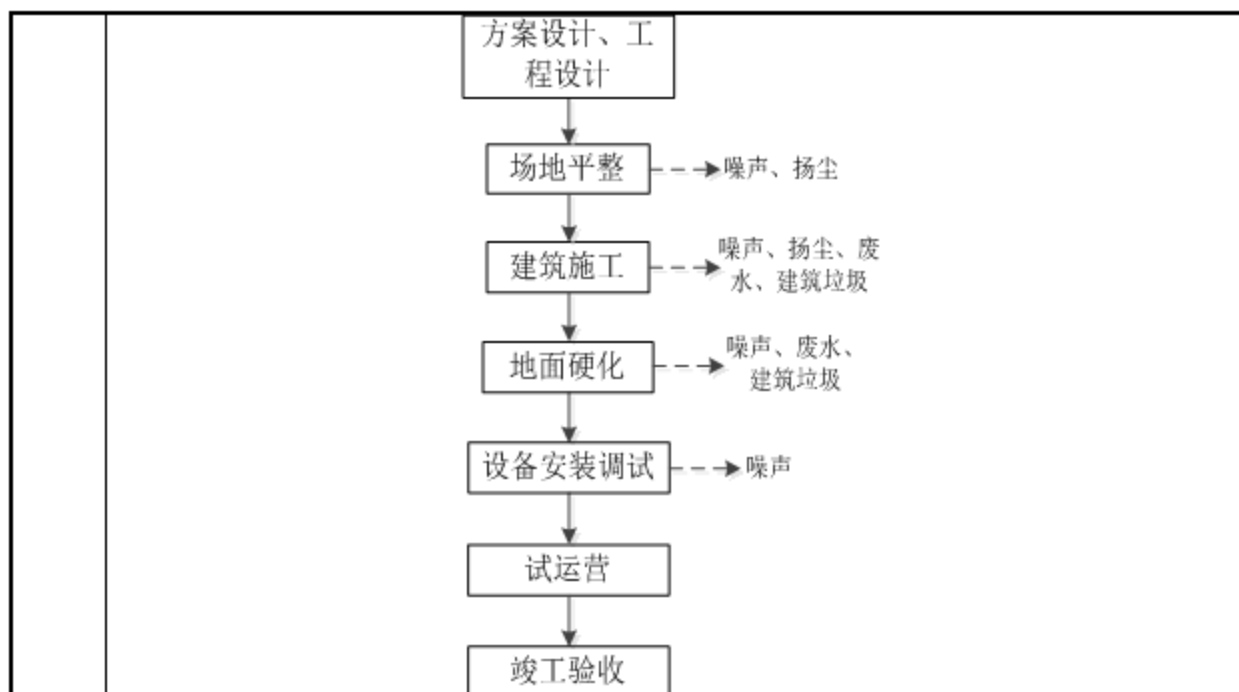 方案设计、工
程设计
场地平整
噪声、扬尘
建筑施工
噪声、扬尘、废
水、建筑垃圾
地面硬化
噪声、废水、
建筑垃圾
设备安装调试
噪声
试运营
竣工验收